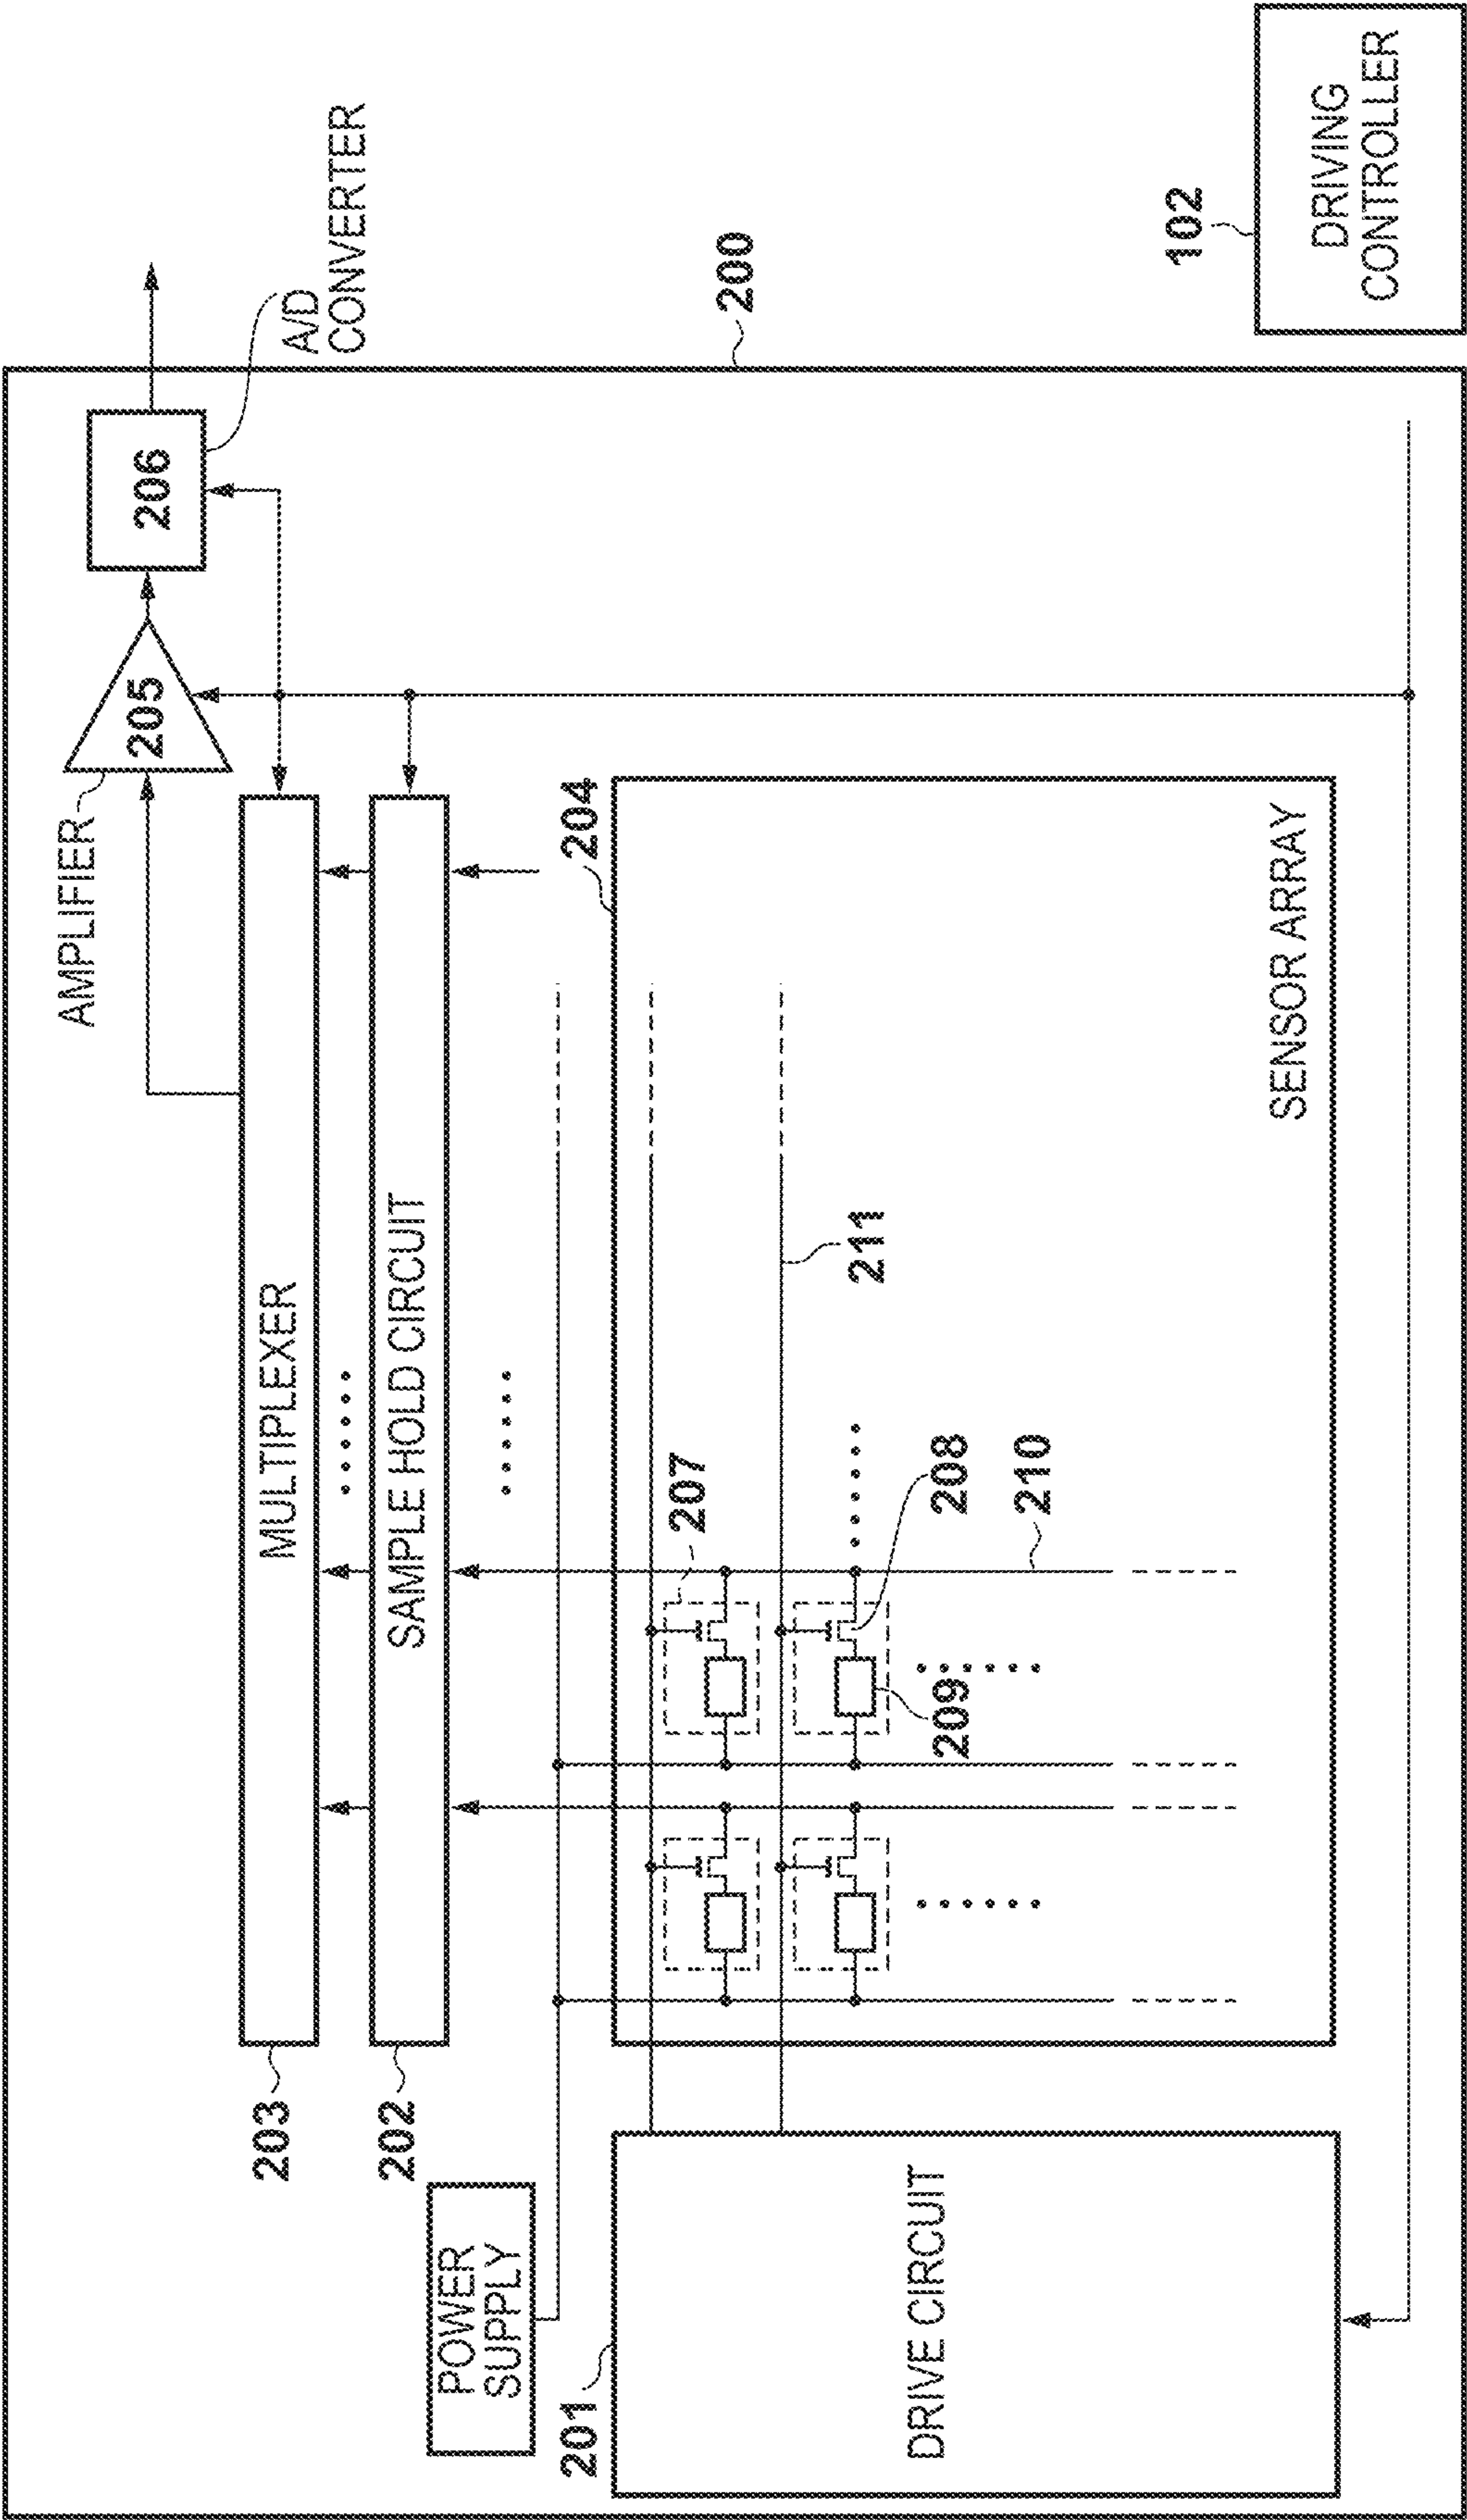 AMPLIFIER
205
206
A/D
CONVERTER
203
MULTIPLEXER
202
SAMPLE HOLD CIRCUIT
POWER
SUPPLY
200
201
DRIVE CIRCUIT
204
207
211
208
209
210
SENSOR ARRAY
102
DRIVING
CONTROLLER